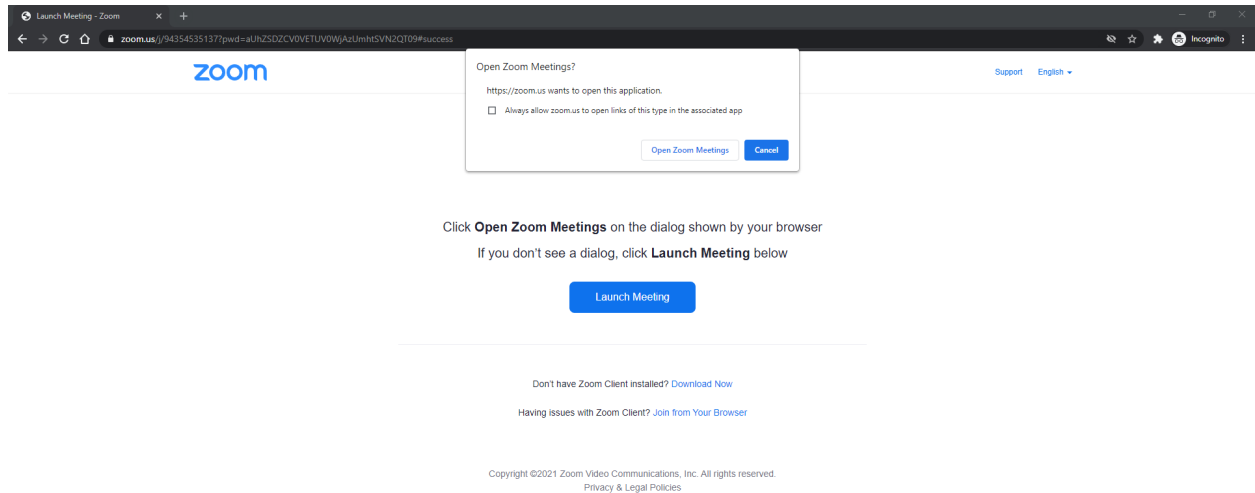 Launch Meeting - Zoom
zoom.us/j/94354535137?pwd=aUhZSDZCV0VETUV0WjAzUmhtSVN2QT09#success
Incognito
zoom
Support English
Open Zoom Meetings?
https://zoom.us wants to open this application.
Always allow zoom.us to open links of this type in the associated app
Open Zoom Meetings Cancel
Click Open Zoom Meetings on the dialog shown by your browser
If you don't see a dialog, click Launch Meeting below
Launch Meeting
Don't have Zoom Client installed? Download Now
Having issues with Zoom Client? Join from Your Browser
Copyright ©2021 Zoom Video Communications, Inc. All rights reserved.
Privacy & Legal Policies